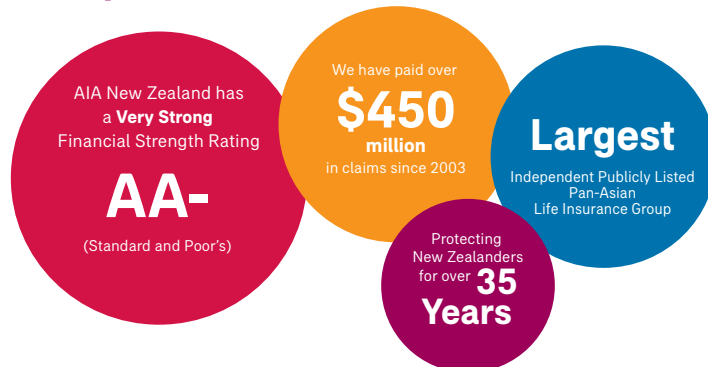 AIA New Zealand has
a Very Strong
Financial Strength Rating
AA-
(Standard and Poor's)
We have paid over
$450
million
in claims since 2003
Largest
Independent Publicly Listed
Pan-Asian
Life Insurance Group
Protecting
New Zealanders
for over 35
Years